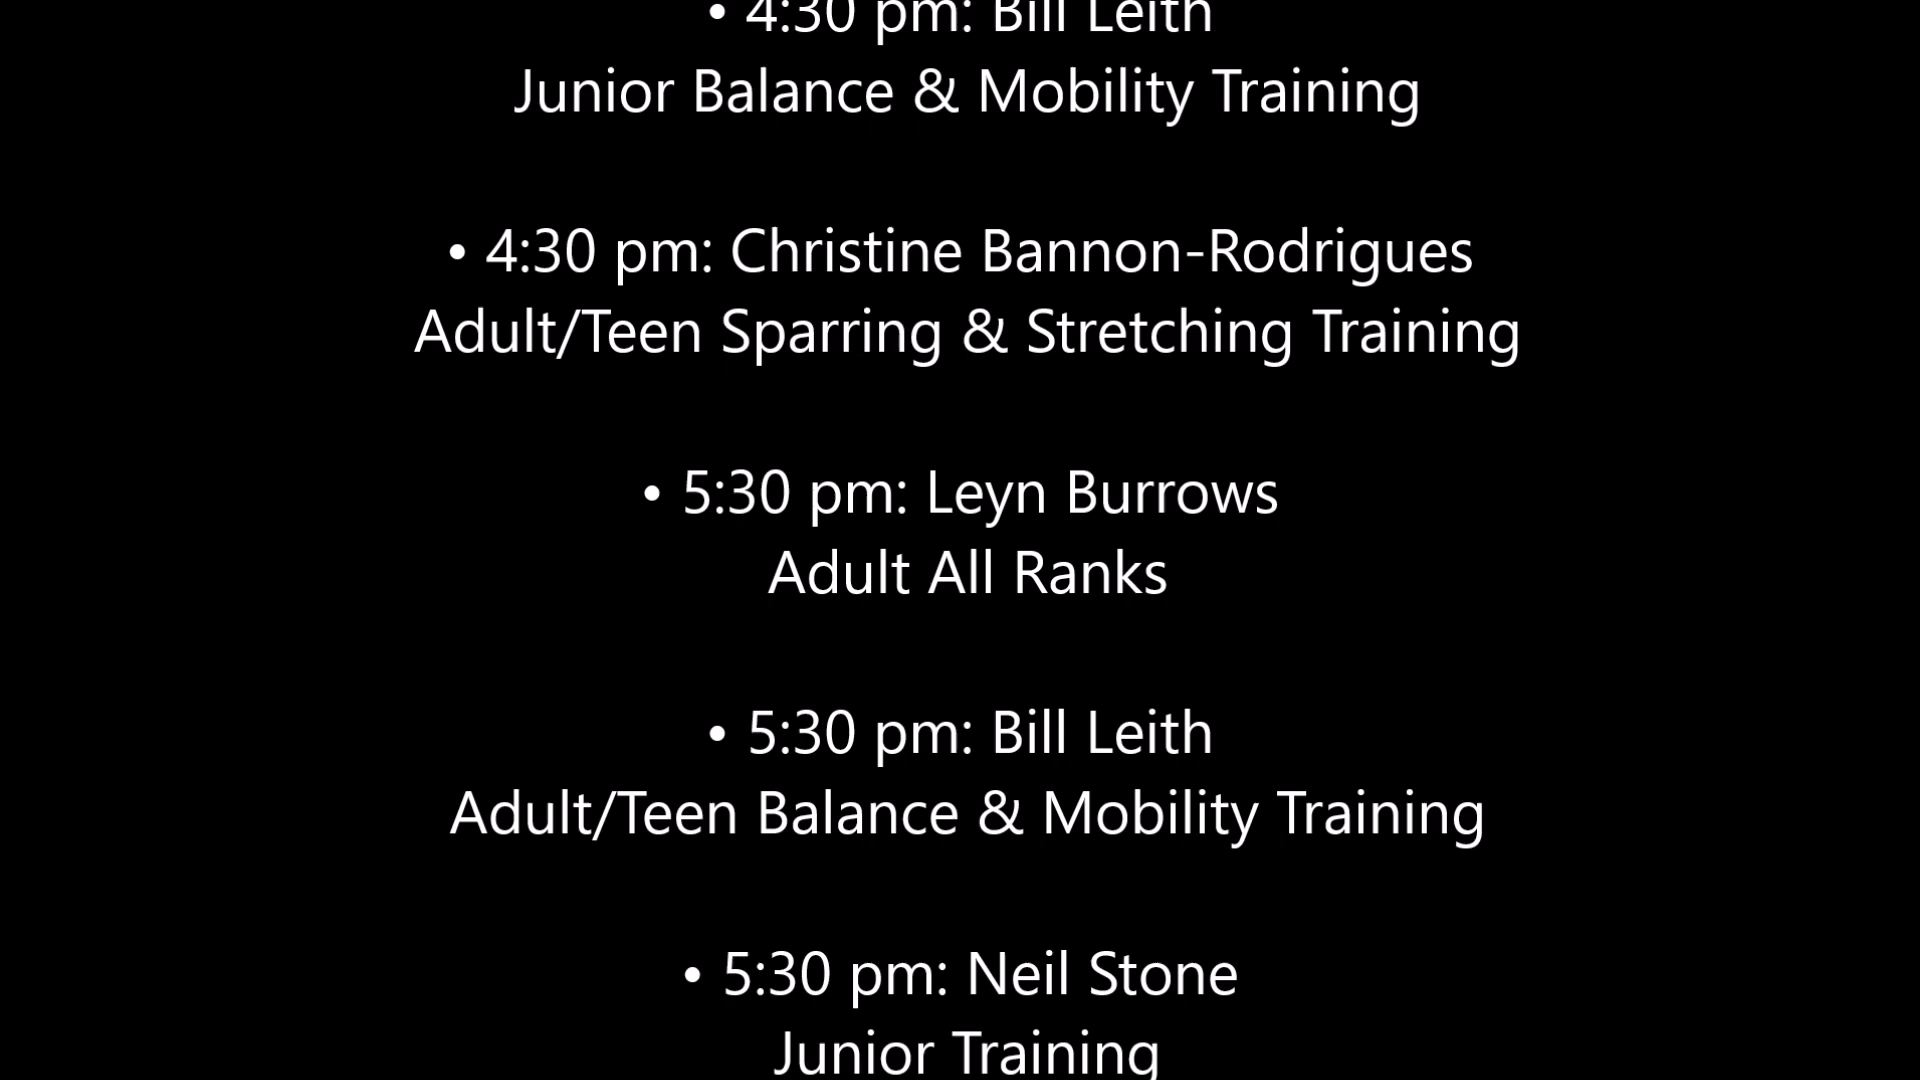 • 4:30 pm: Bill Leith
Junior Balance & Mobility Training
• 4:30 pm: Christine Bannon-Rodrigues
Adult/Teen Sparring & Stretching Training
• 5:30 pm: Leyn Burrows
Adult All Ranks
• 5:30 pm: Bill Leith
Adult/Teen Balance & Mobility Training
• 5:30 pm: Neil Stone
Junior Training